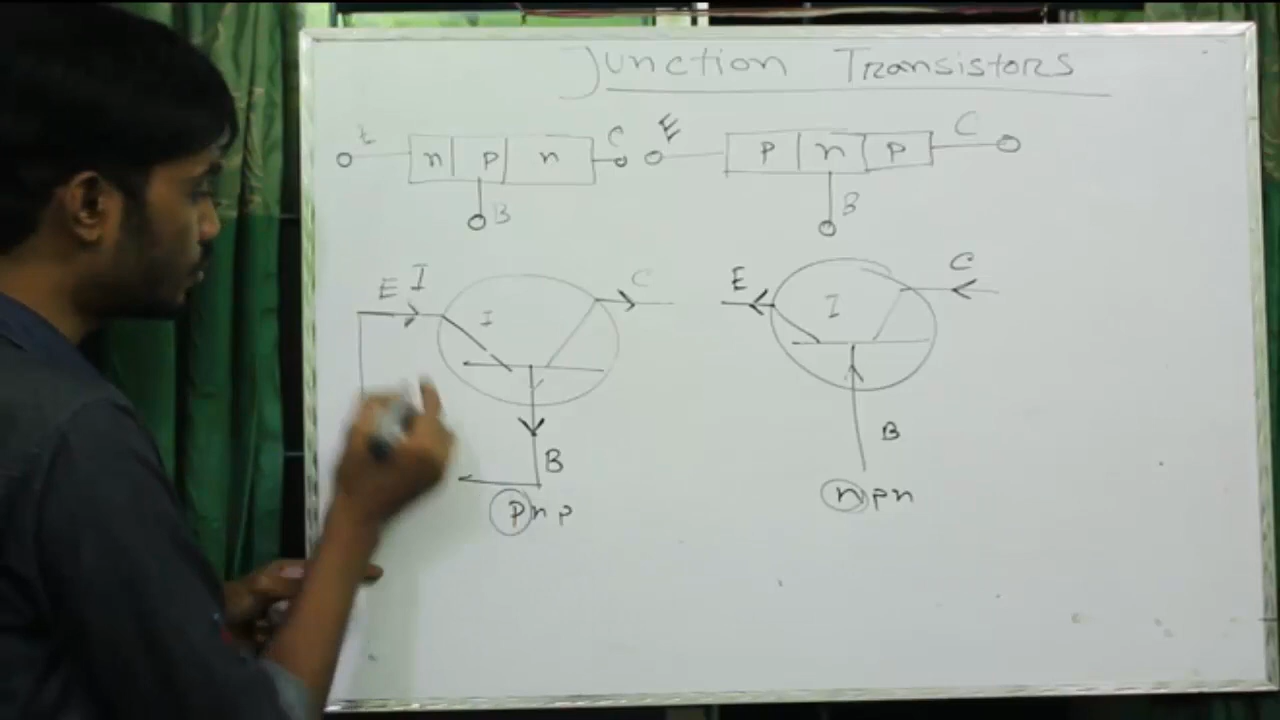 Junction Transistors
E n p n C
B
E p n p C
B
E I I C
B
pnp
E I C
B
npn